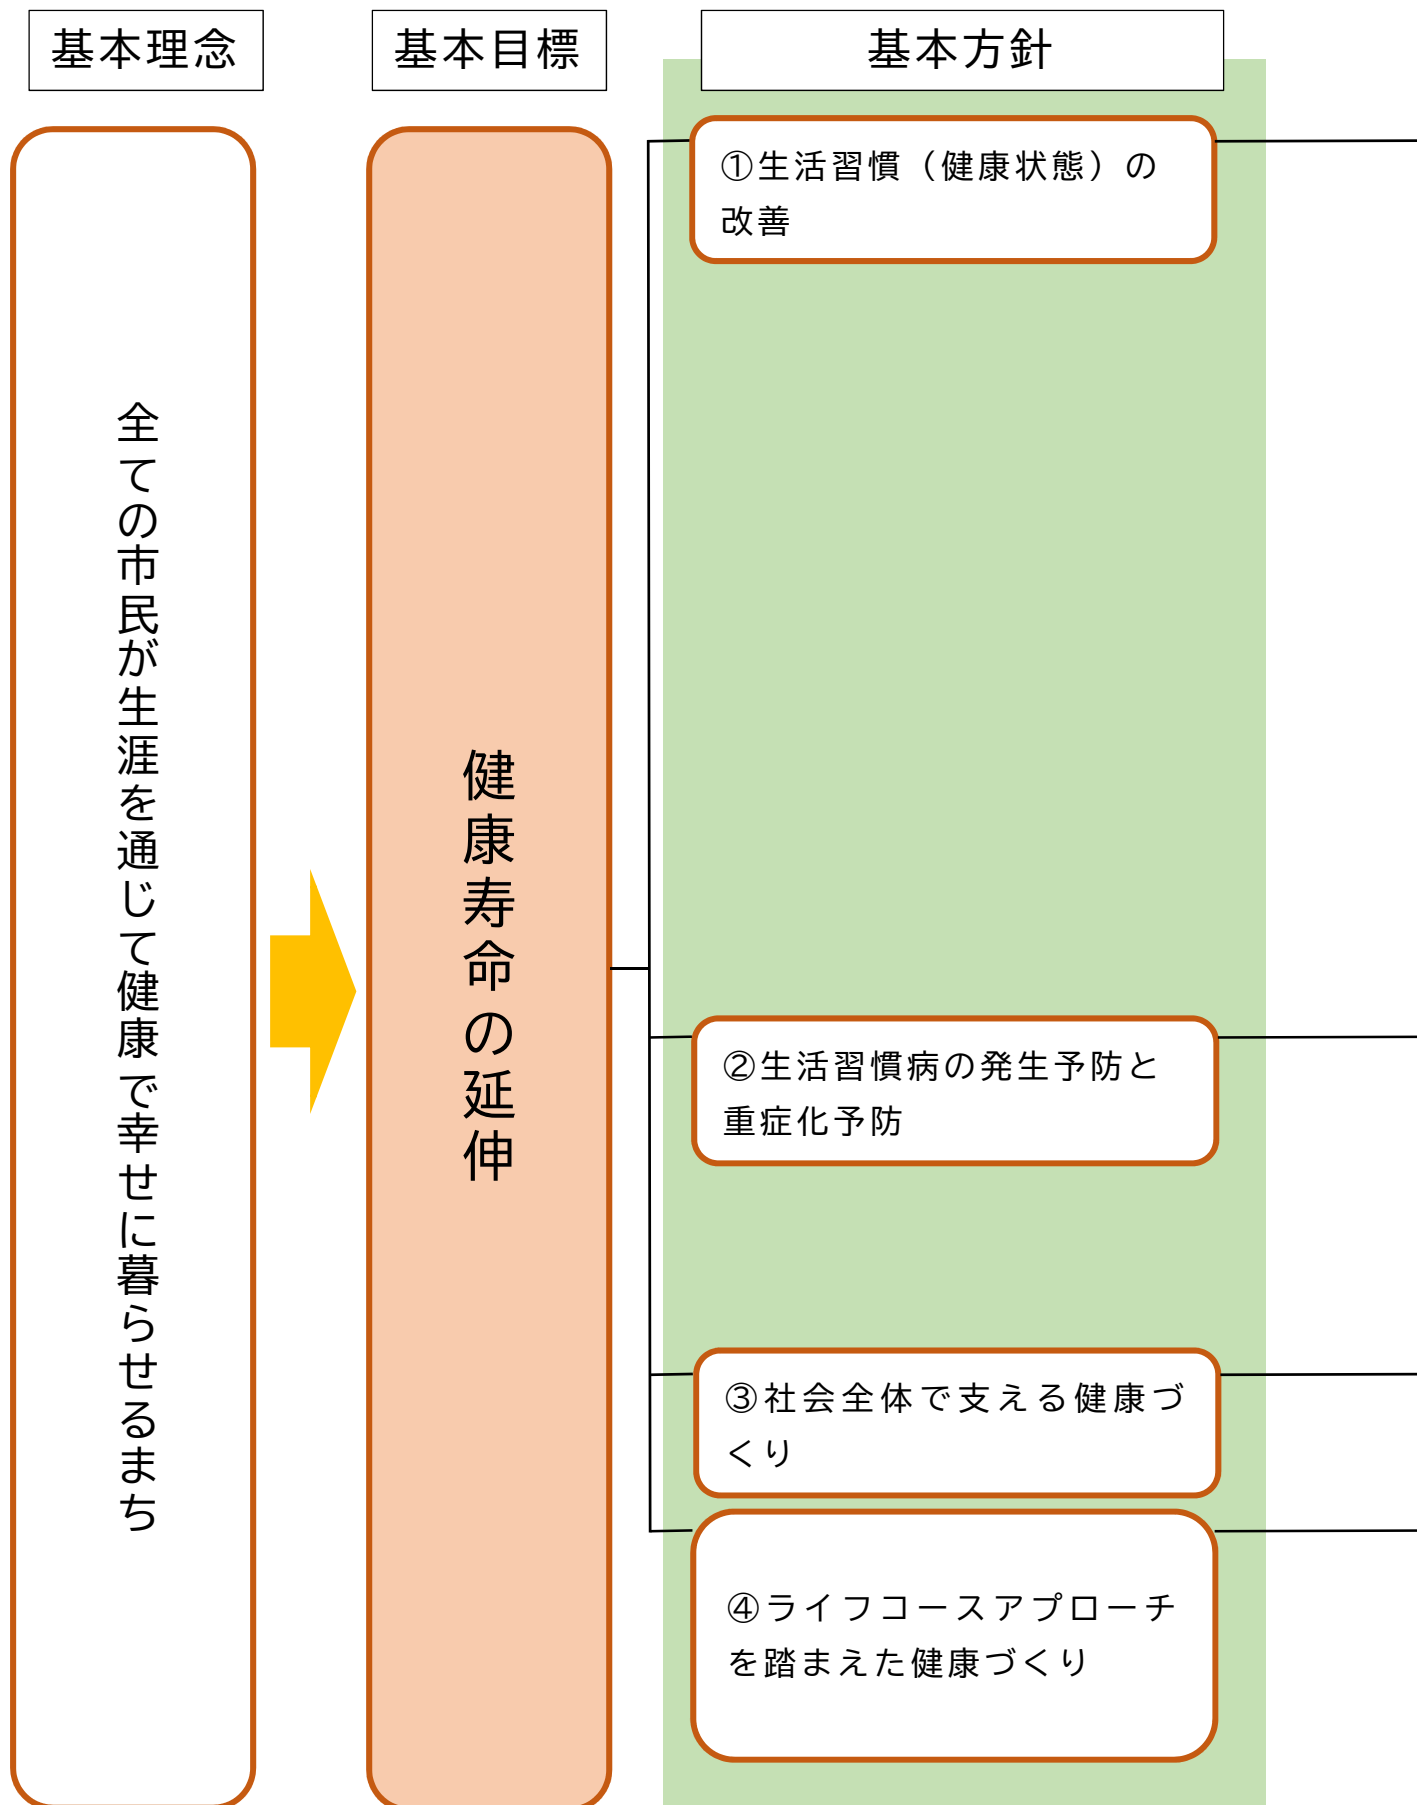 基本理念
基本目標
基本方針
全ての市民が生涯を通じて健康で幸せに暮らせるまち
健康寿命の延伸
①生活習慣（健康状態）の
改善
②生活習慣病の発生予防と
重症化予防
③社会全体で支える健康づ
くり
④ライフコースアプローチ
を踏まえた健康づくり